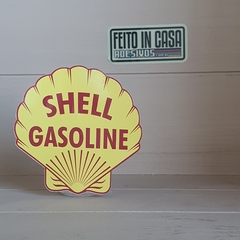 FEITO IN CASA
ADESIVOS
SHELL
GASOLINE